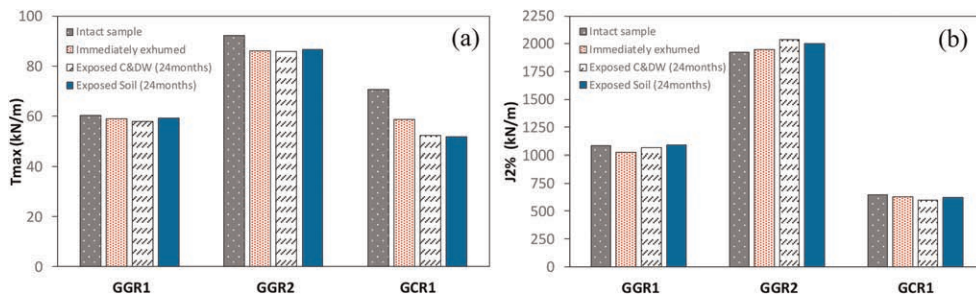 (a)
Intact sample
Immediately exhumed
Exposed C&DW (24months)
Exposed Soil (24months)
Tmax (kN/m)
100
80
60
40
20
0
GGR1 GGR2 GCR1
(b)
Intact sample
Immediately exhumed
Exposed C&DW (24months)
Exposed Soil (24months)
J2% (kN/m)
2250
2000
1750
1500
1250
1000
750
500
250
0
GGR1 GGR2 GCR1